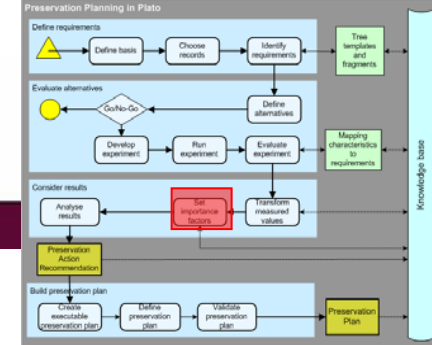 Preservation Planning in Plato
Define requirements
Define basis
Choose
records
Identify
requirements
Tree
templates
and
fragments
Evaluate alternatives
Go/No-Go
Define
alternatives
Develop
experiment
Run
experiment
Evaluate
experiment
Mapping
characteristics
to
requirements
Knowledge base
Consider results
Analyse
results
Set
importance
factors
Transform
measured
values
Preservation
Action
Recommendation
Build preservation plan
Create
executable
preservation plan
Define
preservation
plan
Validate
preservation
plan
Preservation
Plan